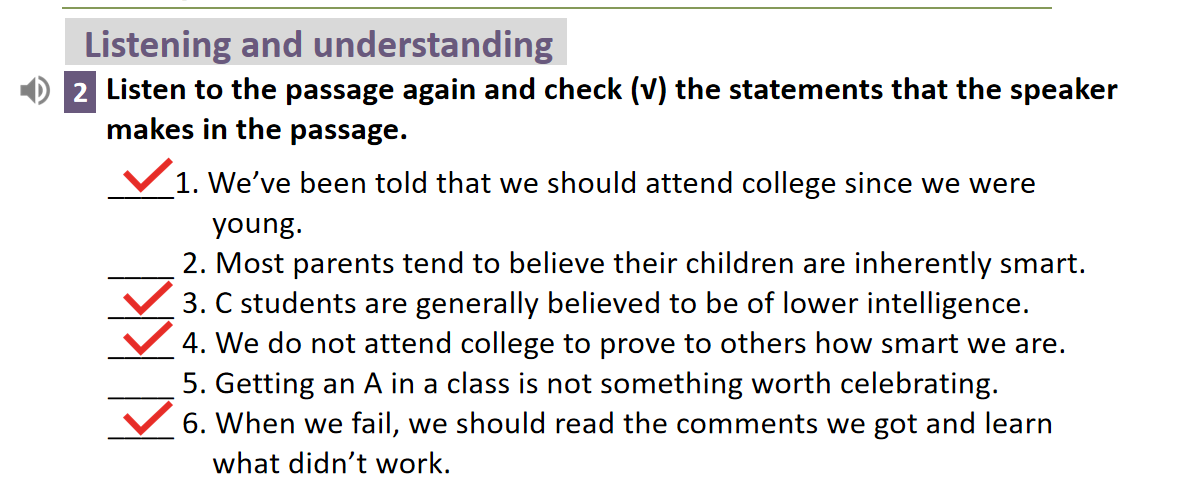 Listening and understanding
2 Listen to the passage again and check (√) the statements that the speaker
makes in the passage.
____1. We’ve been told that we should attend college since we were
young.
____ 2. Most parents tend to believe their children are inherently smart.
____ 3. C students are generally believed to be of lower intelligence.
____ 4. We do not attend college to prove to others how smart we are.
____ 5. Getting an A in a class is not something worth celebrating.
____ 6. When we fail, we should read the comments we got and learn
what didn’t work.